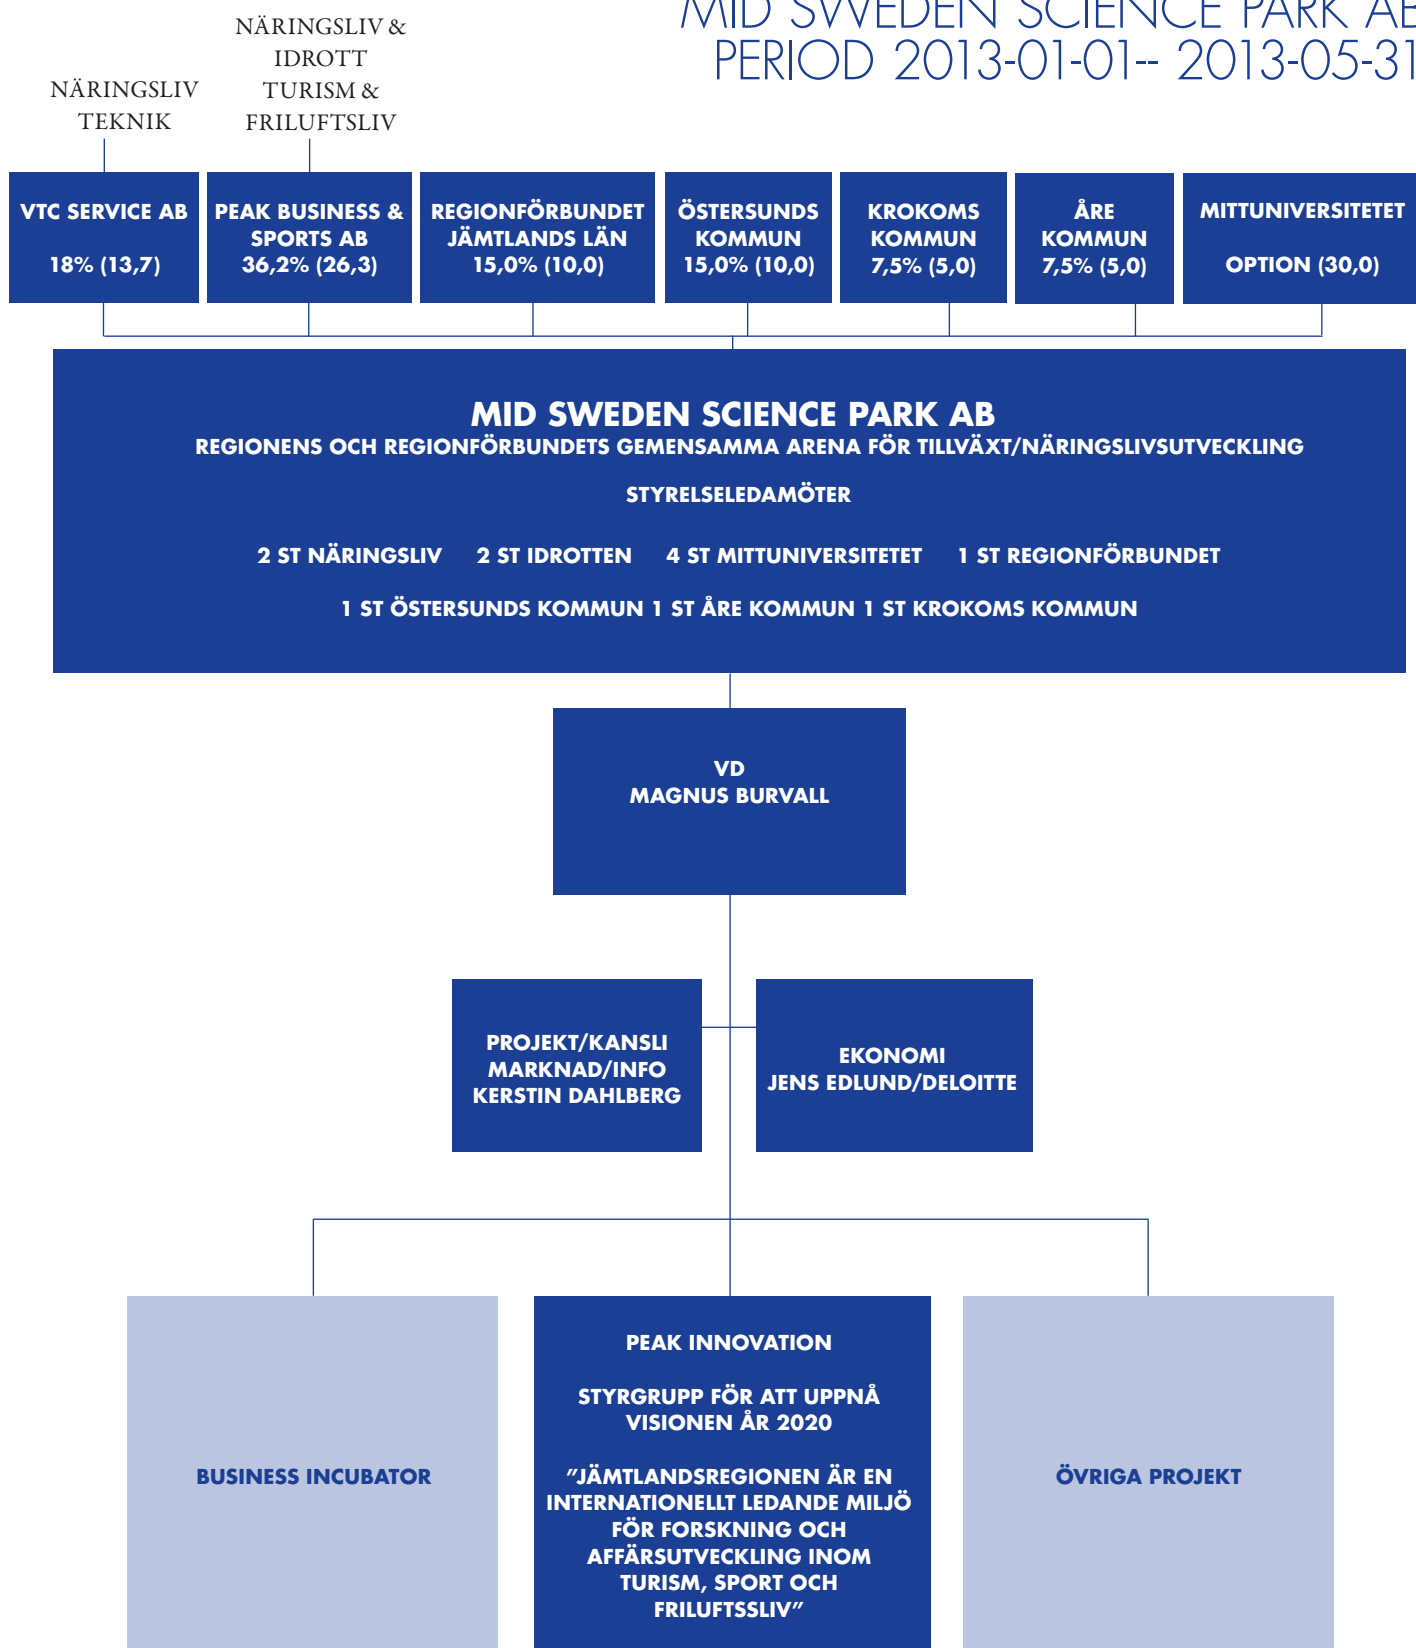 MID SWEDEN SCIENCE PARK AB
PERIOD 2013-01-01-- 2013-05-31
NÄRINGSLIV
TEKNIK
NÄRINGSLIV &
IDROTT
TURISM &
FRILUFTSLIV
VTC SERVICE AB
18% (13,7)
PEAK BUSINESS &
SPORTS AB
36,2% (26,3)
REGIONFÖRBUNDET
JÄMTLANDS LÄN
15,0% (10,0)
ÖSTERSUNDS
KOMMUN
15,0% (10,0)
KROKOMS
KOMMUN
7,5% (5,0)
ÅRE
KOMMUN
7,5% (5,0)
MITTUNIVERSITETET
OPTION (30,0)
MID SWEDEN SCIENCE PARK AB
REGIONENS OCH REGIONFÖRBUNDETS GEMENSAMMA ARENA FÖR TILLVÄXT/NÄRINGSLIVSUTVECKLING
STYRELSELEDAMÖTER
2 ST NÄRINGSLIV 2 ST IDROTTEN 4 ST MITTUNIVERSITETET 1 ST REGIONFÖRBUNDET
1 ST ÖSTERSUNDS KOMMUN 1 ST ÅRE KOMMUN 1 ST KROKOMS KOMMUN
VD
MAGNUS BURVALL
PROJEKT/KANSLI
MARKNAD/INFO
KERSTIN DAHLBERG
EKONOMI
JENS EDLUND/DELOITTE
BUSINESS INCUBATOR
PEAK INNOVATION
STYRGRUPP FÖR ATT UPPNÅ
VISIONEN ÅR 2020
"JÄMTLANDSREGIONEN ÄR EN
INTERNATIONELLT LEDANDE MILJÖ
FÖR FORSKNING OCH
AFFÄRSUTVECKLING INOM
TURISM, SPORT OCH
FRILUFTSSLIV"
ÖVRIGA PROJEKT